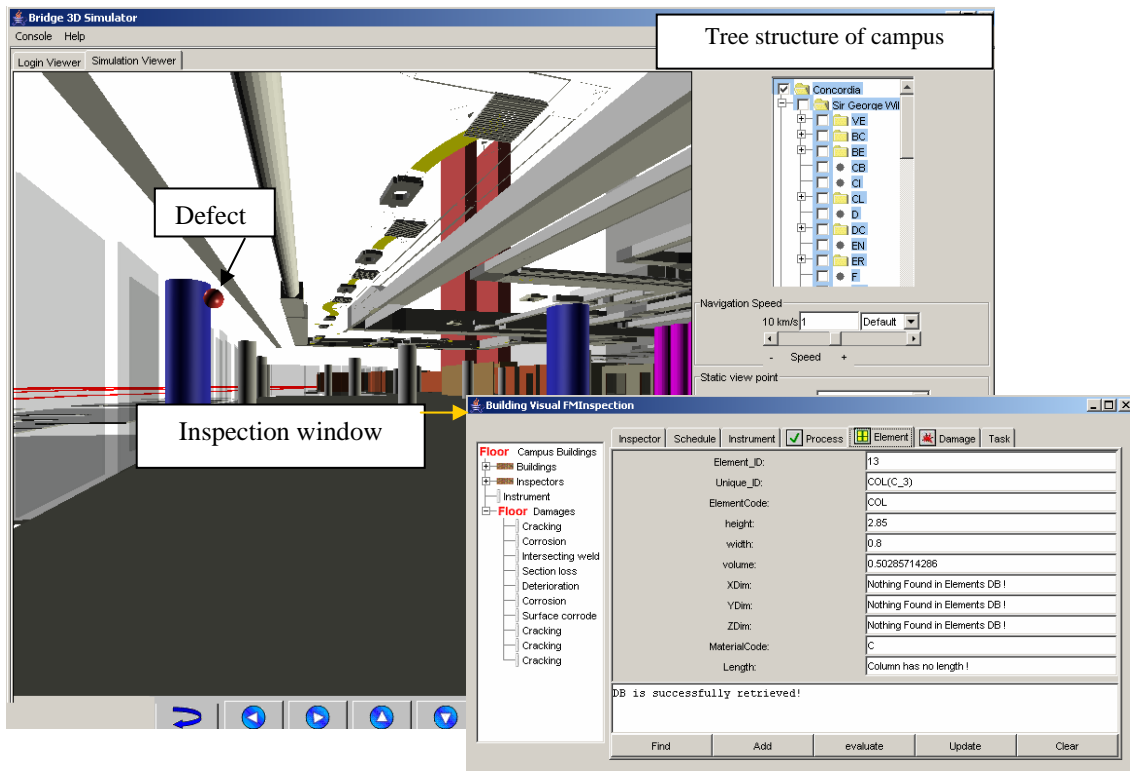 Bridge 3D Simulator
Console Help
Tree structure of campus
Login Viewer Simulation Viewer
Concordia
Sir George Wil
VE
BC
BE
CB
CI
CL
D
DC
EN
ER
F
Defect
Navigation Speed
10 km/s 1 Default
- Speed +
Static view point
Inspection window
Building Visual FMInspection
Inspector Schedule Instrument Process Element Damage Task
Floor Campus Buildings
Buildings
Inspectors
Instrument
Floor Damages
Cracking
Corrosion
Intersecting weld
Section loss
Deterioration
Corrosion
Surface corrode
Cracking
Cracking
Cracking
Element_ID: 13
Unique_ID: COL(C_3)
ElementCode: COL
height: 2.85
width: 0.8
volume: 0.50285714286
XDim: Nothing Found in Elements DB !
YDim: Nothing Found in Elements DB !
ZDim: Nothing Found in Elements DB !
MaterialCode: C
Length: Column has no length !
DB is successfully retrieved!
Find Add evaluate Update Clear